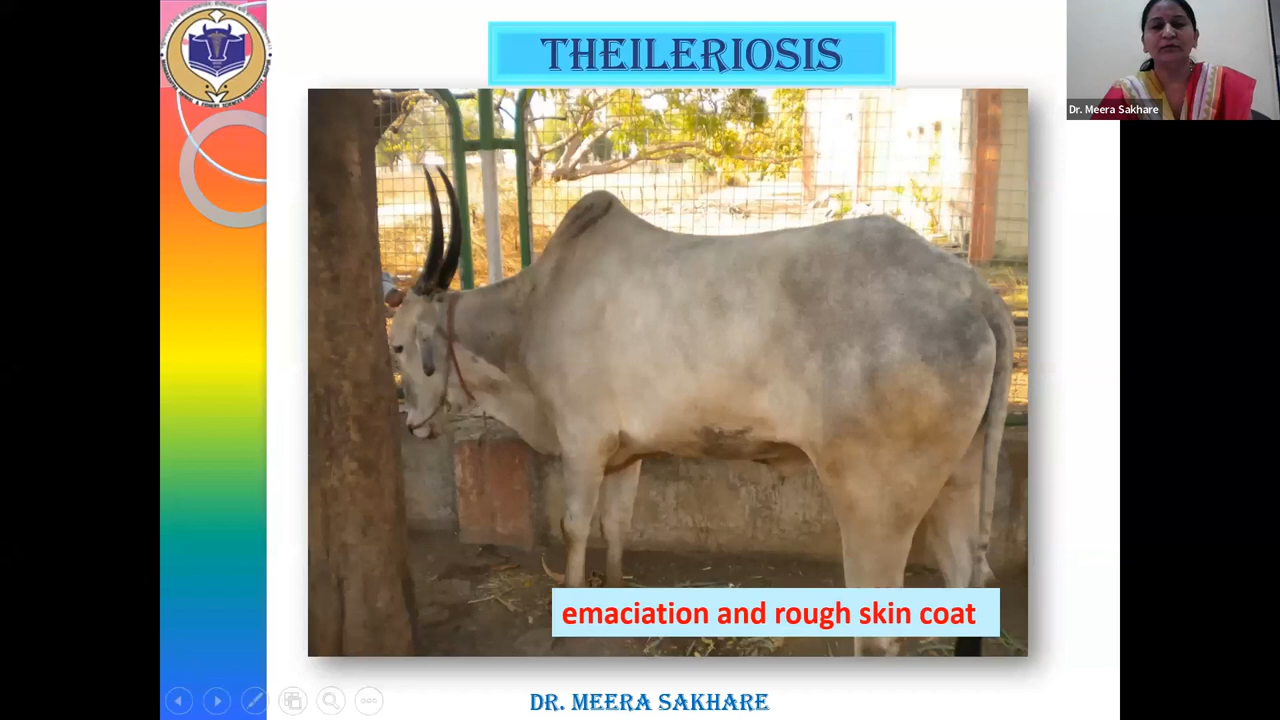 THEILERIOSIS
Dr. Meera Sakhare
emaciation and rough skin coat
DR. MEERA SAKHARE